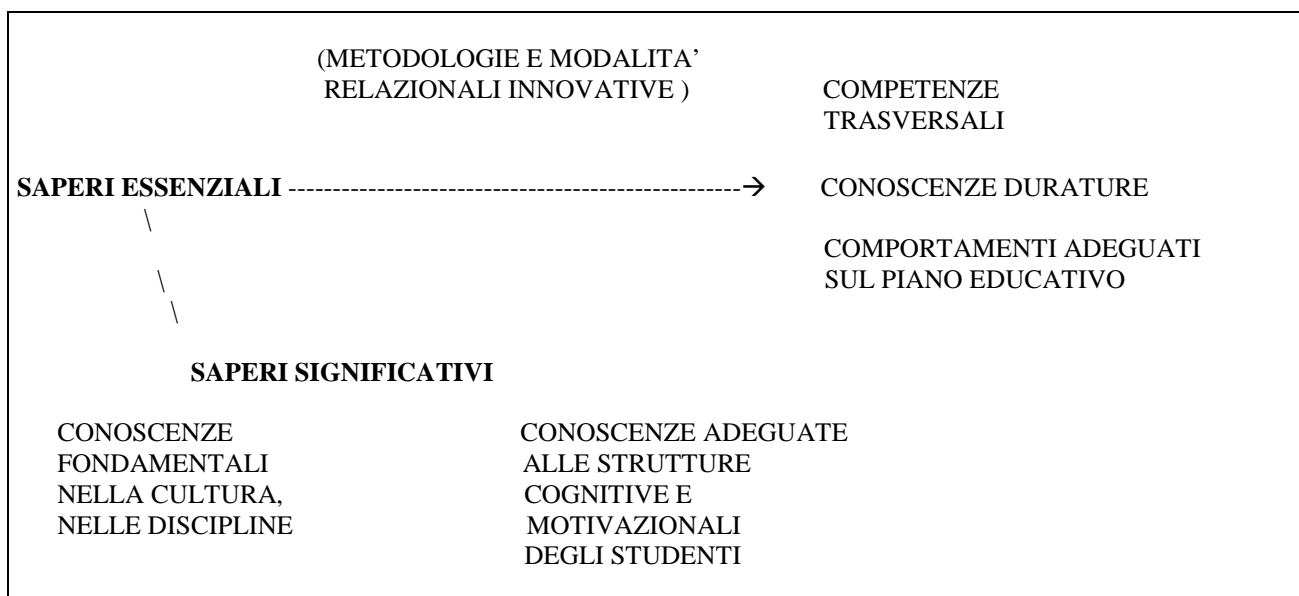 (METODOLOGIE E MODALITA’
RELAZIONALI INNOVATIVE )
COMPETENZE
TRASVERSALI
SAPERI ESSENZIALI --------------------------------------------------→ CONOSCENZE DURATURE
\
COMPORTAMENTI ADEGUATI
\ SUL PIANO EDUCATIVO
\
SAPERI SIGNIFICATIVI
CONOSCENZE
FONDAMENTALI
NELLA CULTURA,
NELLE DISCIPLINE
CONOSCENZE ADEGUATE
ALLE STRUTTURE
COGNITIVE E
MOTIVAZIONALI
DEGLI STUDENTI